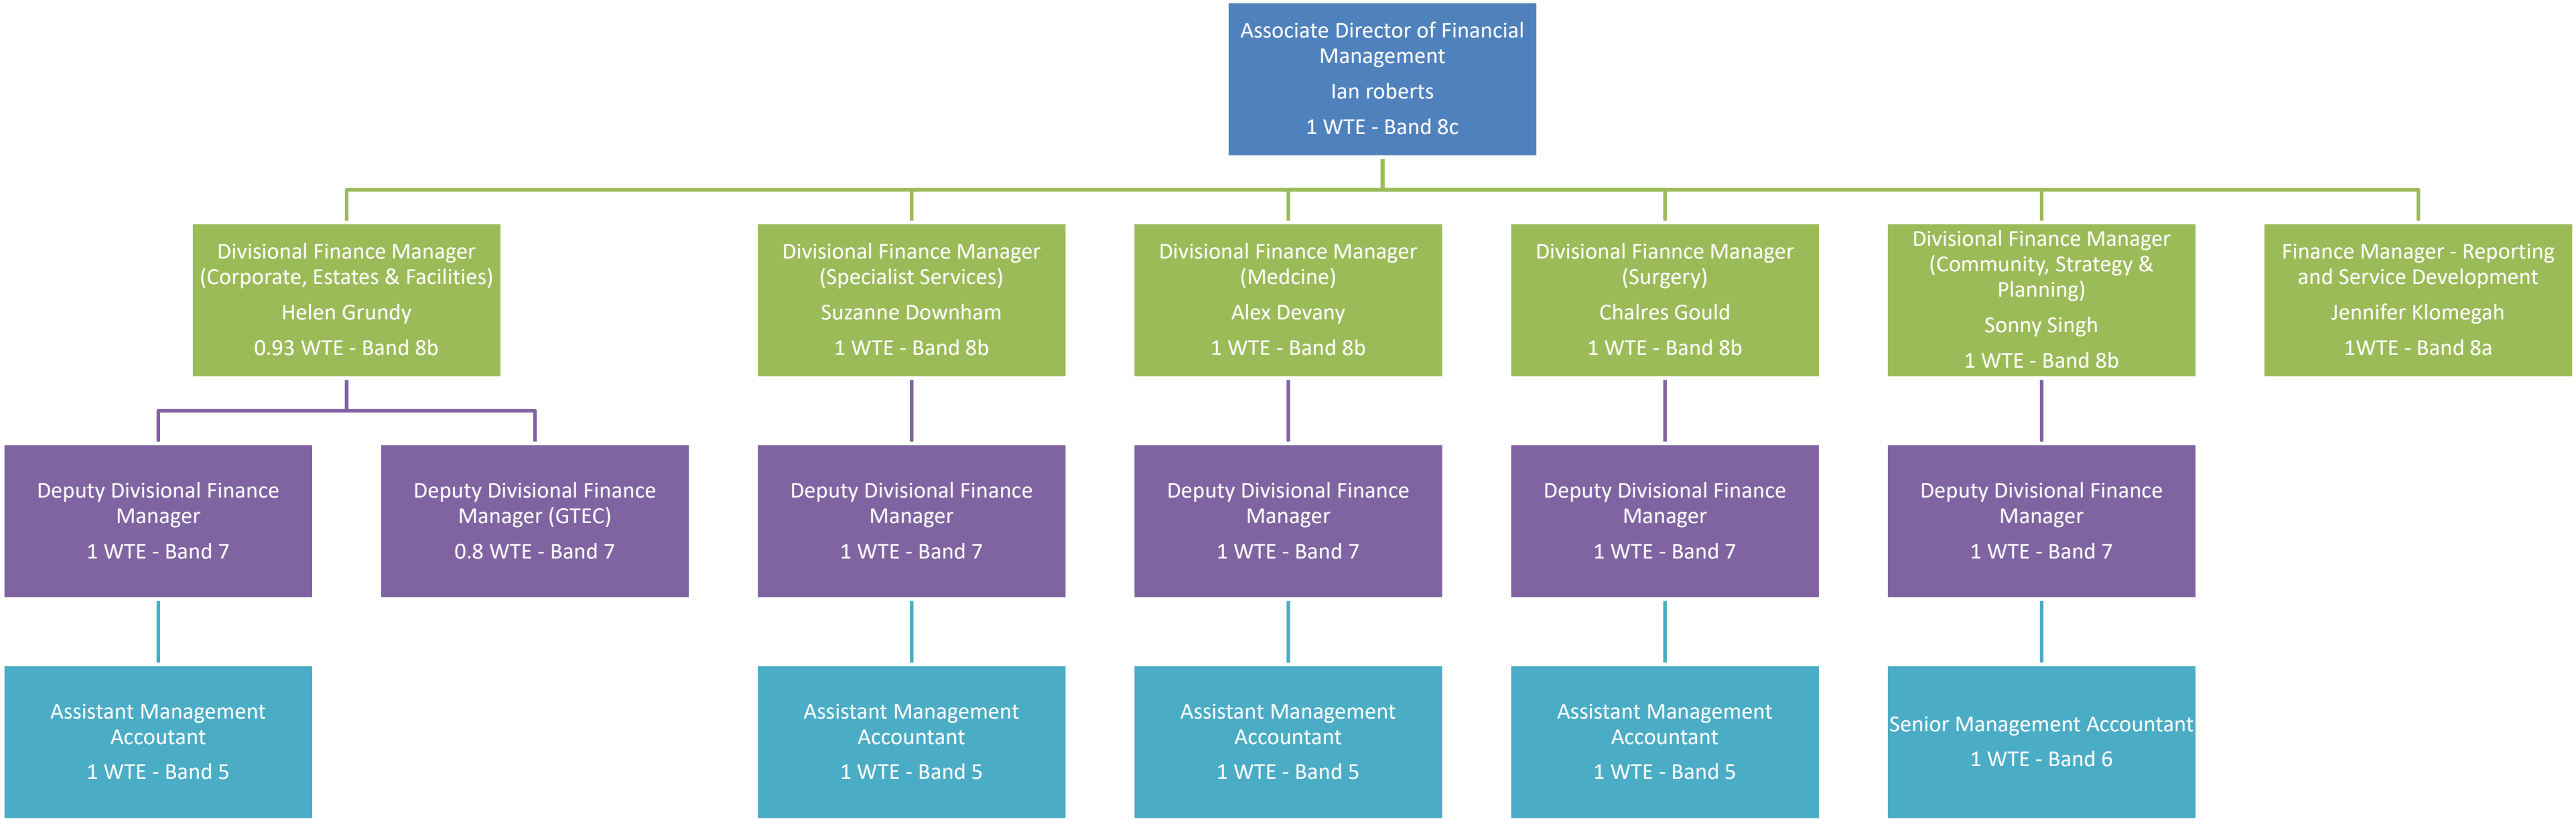 Associate Director of Financial
Management
Ian roberts
1 WTE - Band 8c
Divisional Finance Manager
(Corporate, Estates & Facilities)
Helen Grundy
0.93 WTE - Band 8b
Divisional Finance Manager
(Specialist Services)
Suzanne Downham
1 WTE - Band 8b
Divisional Finance Manager
(Medcine)
Alex Devany
1 WTE - Band 8b
Divisional Fiannce Manager
(Surgery)
Chalres Gould
1 WTE - Band 8b
Divisional Finance Manager
(Community, Strategy &
Planning)
Sonny Singh
1 WTE - Band 8b
Finance Manager - Reporting
and Service Development
Jennifer Klomegah
1WTE - Band 8a
Deputy Divisional Finance
Manager
1 WTE - Band 7
Deputy Divisional Finance
Manager (GTEC)
0.8 WTE - Band 7
Deputy Divisional Finance
Manager
1 WTE - Band 7
Deputy Divisional Finance
Manager
1 WTE - Band 7
Deputy Divisional Finance
Manager
1 WTE - Band 7
Deputy Divisional Finance
Manager
1 WTE - Band 7
Assistant Management
Accoutant
1 WTE - Band 5
Assistant Management
Accountant
1 WTE - Band 5
Assistant Management
Accountant
1 WTE - Band 5
Assistant Management
Accountant
1 WTE - Band 5
Senior Management Accountant
1 WTE - Band 6